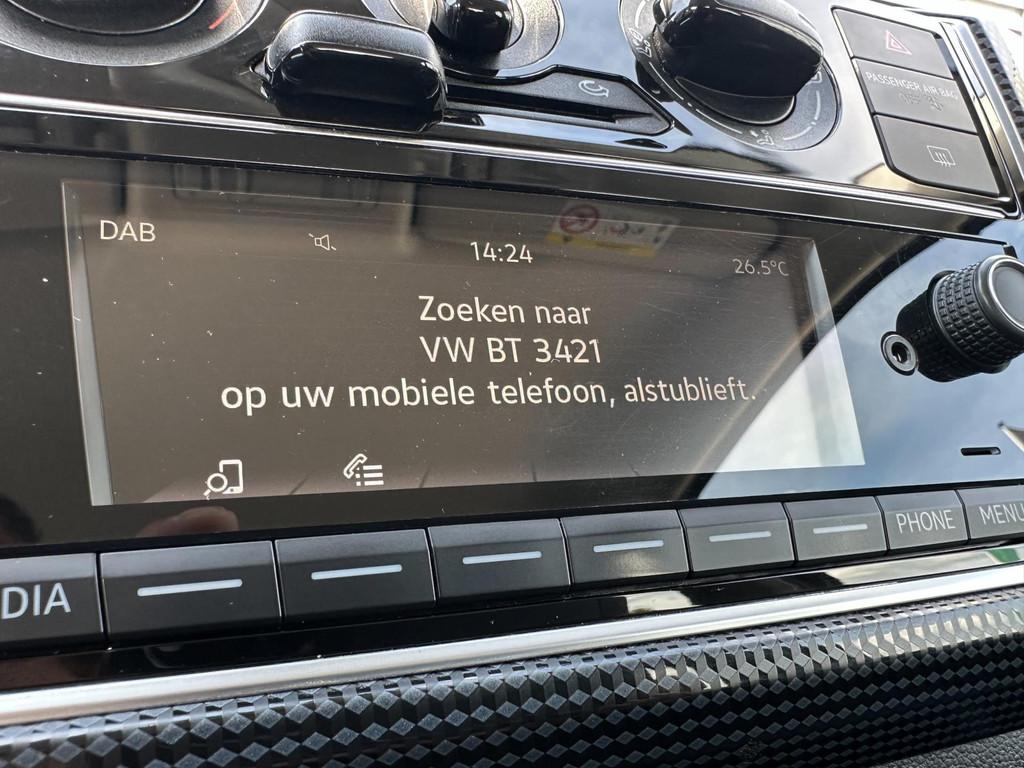 PASSENGER AIR BAG
DAB
14:24
26.5°C
Zoeken naar
VW BT 3421
op uw mobiele telefoon, alstublieft.
DIA
PHONE
MENU